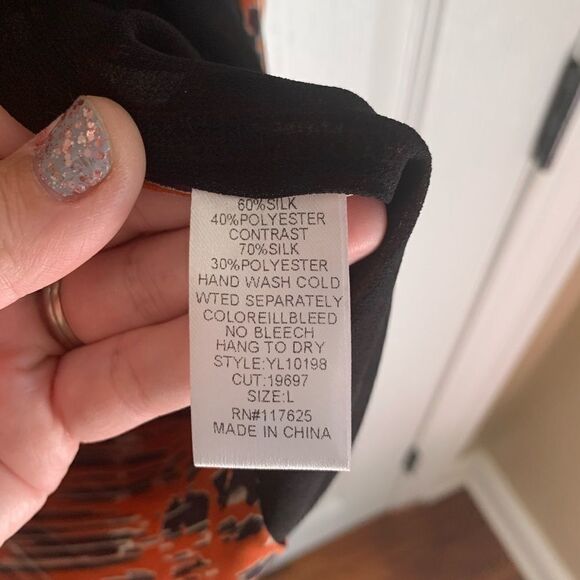 60%SILK
40%POLYESTER
CONTRAST
70%SILK
30%POLYESTER
HAND WASH COLD
WTED SEPARATELY
COLOREILLBLEED
NO BLEECH
HANG TO DRY
STYLE:YL10198
CUT:19697
SIZE:L
RN#117625
MADE IN CHINA